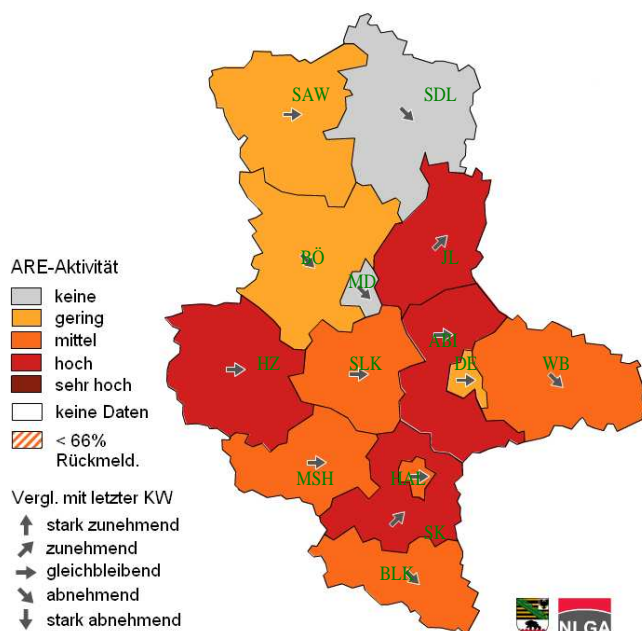 SAW
SDL
BÖ
MD
JL
ARE-Aktivität
keine
gering
mittel
hoch
sehr hoch
keine Daten
< 66%
Rückmeld.
HZ
SLK
ABI
DE
WB
MSH
HAL
SK
BLK
Vergl. mit letzter KW
stark zunehmend
zunehmend
gleichbleibend
abnehmend
stark abnehmend
NLGA